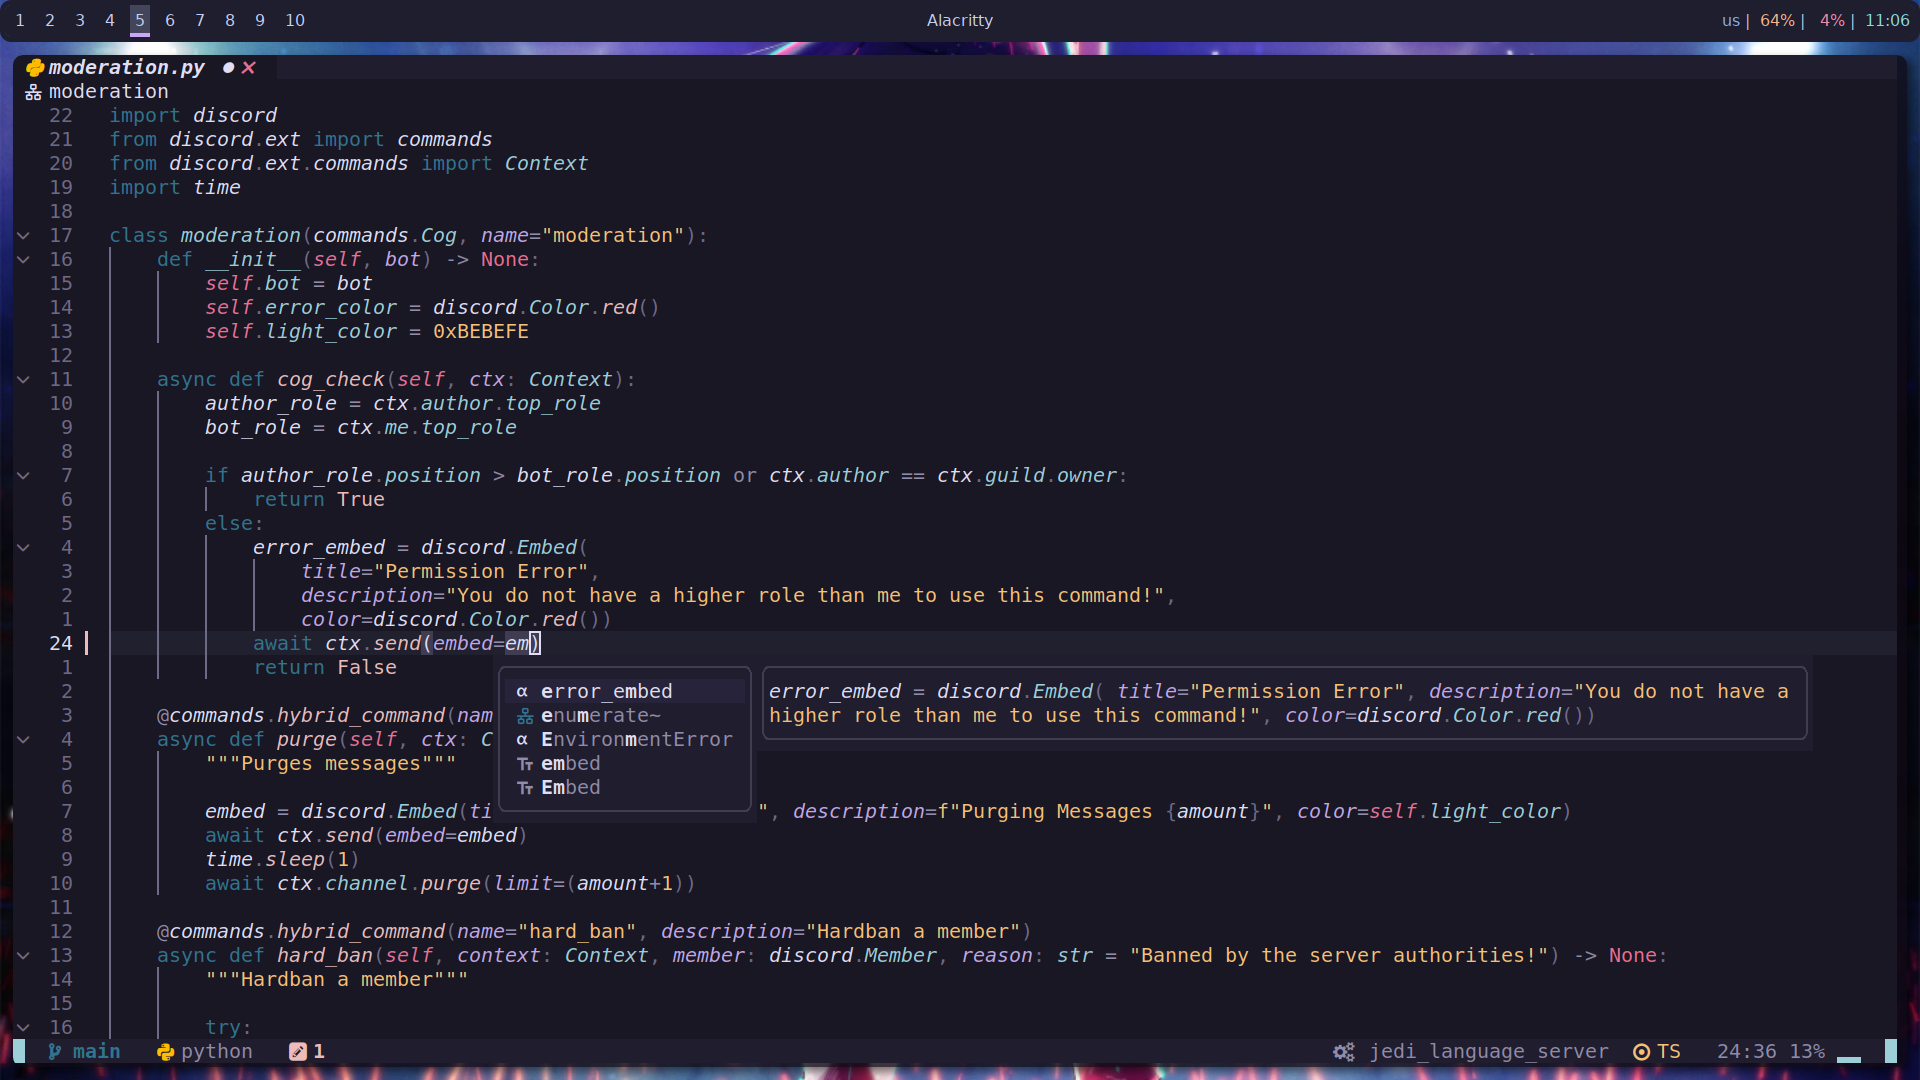 1 2 3 4 5 6 7 8 9 10 Alacritty us | 64% | 4% | 11:06
moderation.py
moderation
22 import discord
21 from discord.ext import commands
20 from discord.ext.commands import Context
19 import time
18
17 class moderation(commands.Cog, name="moderation"):
16     def __init__(self, bot) -> None:
15         self.bot = bot
14         self.error_color = discord.Color.red()
13         self.light_color = 0xBEBEFE
12
11     async def cog_check(self, ctx: Context):
10         author_role = ctx.author.top_role
9         bot_role = ctx.me.top_role
8
7         if author_role.position > bot_role.position or ctx.author == ctx.guild.owner:
6             return True
5         else:
4             error_embed = discord.Embed(
3                 title="Permission Error",
2                 description="You do not have a higher role than me to use this command!",
1                 color=discord.Color.red())
24             await ctx.send(embed=em)
1             return False
2
3     @commands.hybrid_command(nam
4     async def purge(self, ctx: C
5         """Purges messages"""
6
7         embed = discord.Embed(ti ", description=f"Purging Messages {amount}", color=self.light_color)
8         await ctx.send(embed=embed)
9         time.sleep(1)
10         await ctx.channel.purge(limit=(amount+1))
11
12     @commands.hybrid_command(name="hard_ban", description="Hardban a member")
13     async def hard_ban(self, context: Context, member: discord.Member, reason: str = "Banned by the server authorities!") -> None:
14         """Hardban a member"""
15
16         try:
α error_embed
enumerate~
α EnvironmentError
Tт embed
Tт Embed
error_embed = discord.Embed( title="Permission Error", description="You do not have a
higher role than me to use this command!", color=discord.Color.red())
main python 1 jedi_language_server TS 24:36 13%